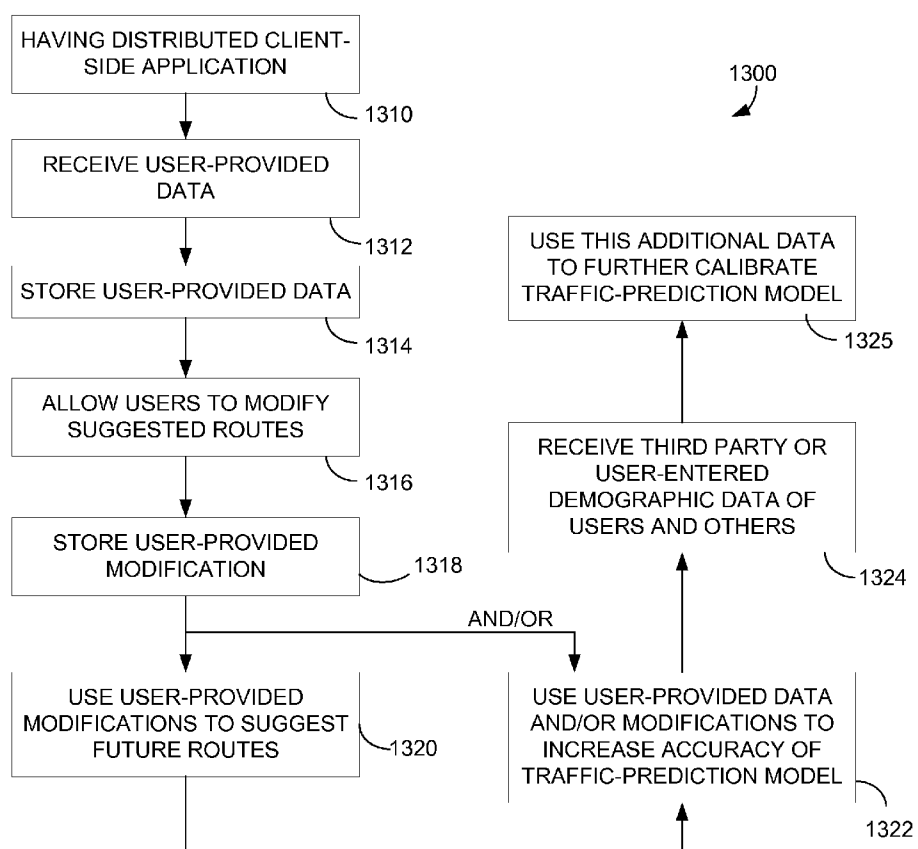 HAVING DISTRIBUTED CLIENT-
SIDE APPLICATION
1310
RECEIVE USER-PROVIDED
DATA
1312
STORE USER-PROVIDED DATA
1314
ALLOW USERS TO MODIFY
SUGGESTED ROUTES
1316
STORE USER-PROVIDED
MODIFICATION
1318
AND/OR
USE USER-PROVIDED
MODIFICATIONS TO SUGGEST
FUTURE ROUTES
1320
1300
USE THIS ADDITIONAL DATA
TO FURTHER CALIBRATE
TRAFFIC-PREDICTION MODEL
1325
RECEIVE THIRD PARTY OR
USER-ENTERED
DEMOGRAPHIC DATA OF
USERS AND OTHERS
1324
USE USER-PROVIDED DATA
AND/OR MODIFICATIONS TO
INCREASE ACCURACY OF
TRAFFIC-PREDICTION MODEL
1322